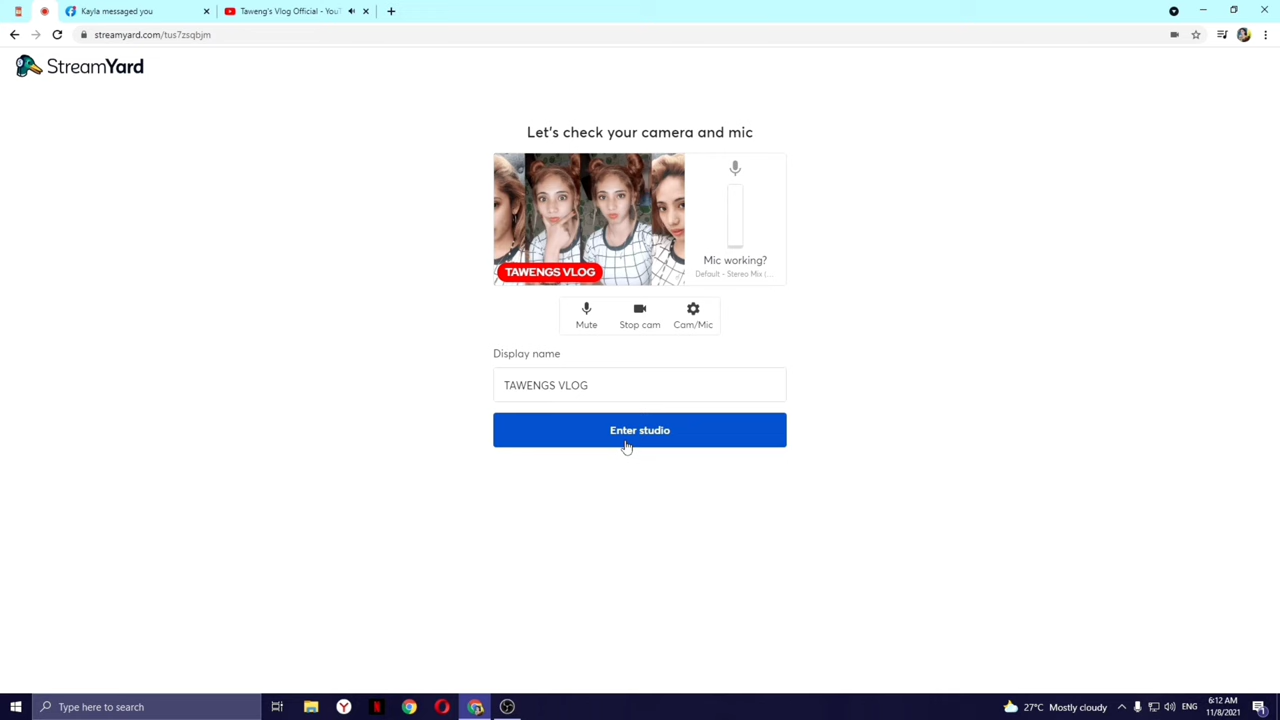 Kayla messaged you
Taweng's Vlog Official - YouT
streamyard.com/tus7zsqbjm
StreamYard
Let's check your camera and mic
TAWENGS VLOG
Mic working?
Default - Stereo Mix (...
Mute
Stop cam
Cam/Mic
Display name
TAWENGS VLOG
Enter studio
Type here to search
27°C Mostly cloudy
ENG
6:12 AM
11/8/2021
1